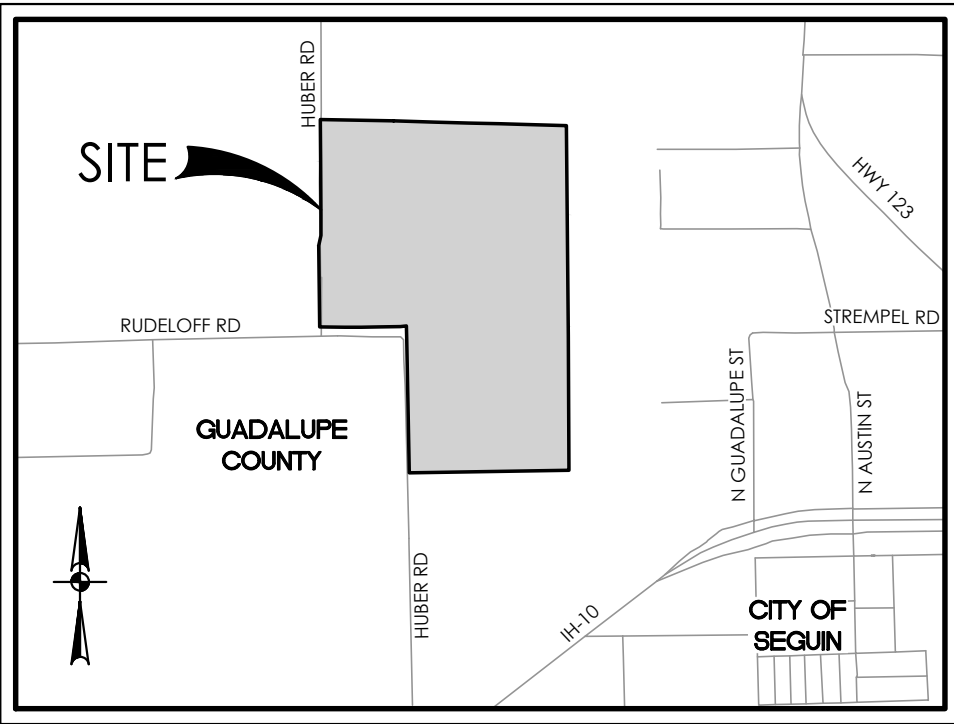 HUBER RD
SITE
HWY 123
RUDELOFF RD
STREMPEL RD
GUADALUPE
COUNTY
N GUADALUPE ST
N AUSTIN ST
HUBER RD
IH-10
CITY OF
SEGUIN